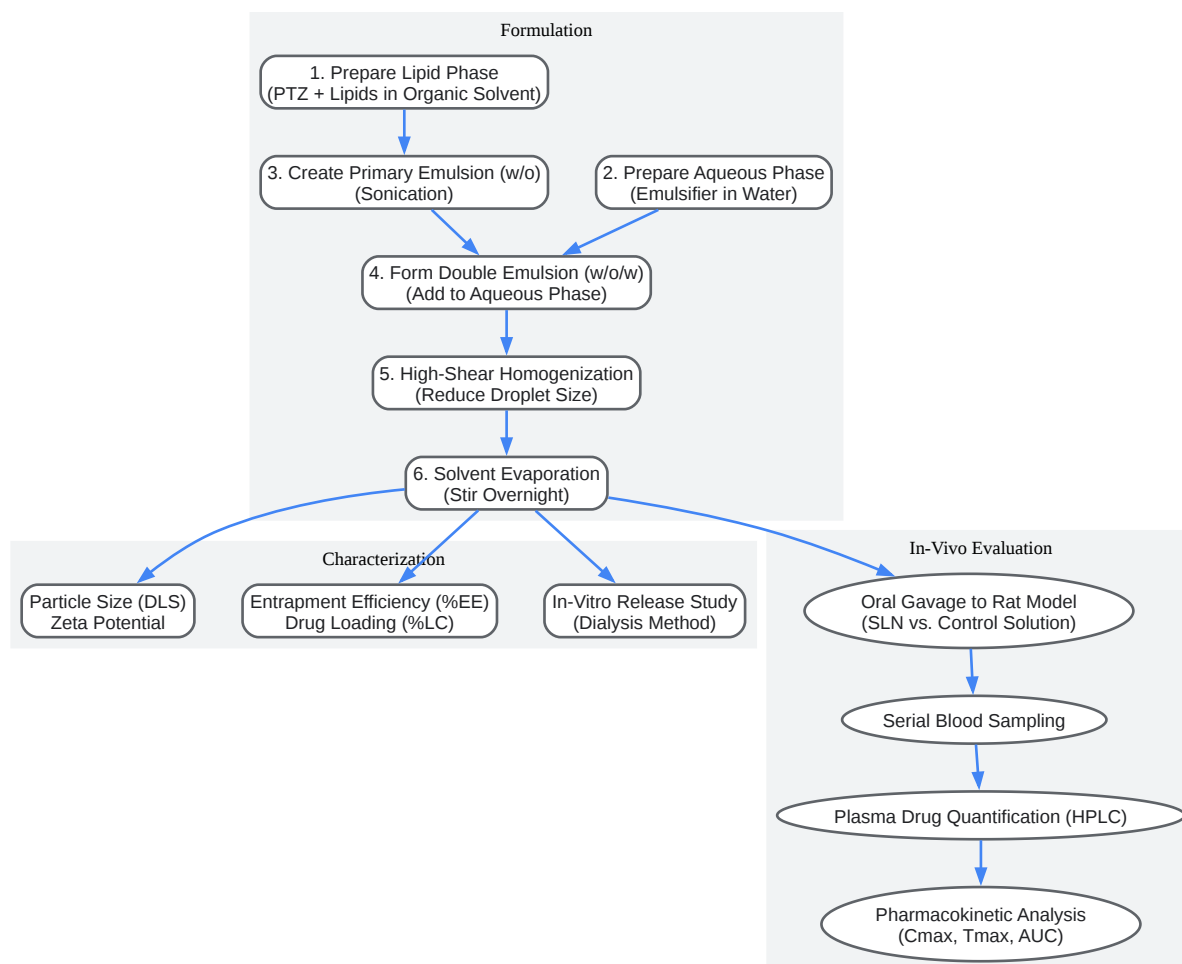 Formulation
1. Prepare Lipid Phase
(PTZ + Lipids in Organic Solvent)
3. Create Primary Emulsion (w/o)
(Sonication)
2. Prepare Aqueous Phase
(Emulsifier in Water)
4. Form Double Emulsion (w/o/w)
(Add to Aqueous Phase)
5. High-Shear Homogenization
(Reduce Droplet Size)
6. Solvent Evaporation
(Stir Overnight)
Characterization
Particle Size (DLS)
Zeta Potential
Entrapment Efficiency (%EE)
Drug Loading (%LC)
In-Vitro Release Study
(Dialysis Method)
In-Vivo Evaluation
Oral Gavage to Rat Model
(SLN vs. Control Solution)
Serial Blood Sampling
Plasma Drug Quantification (HPLC)
Pharmacokinetic Analysis
(Cmax, Tmax, AUC)